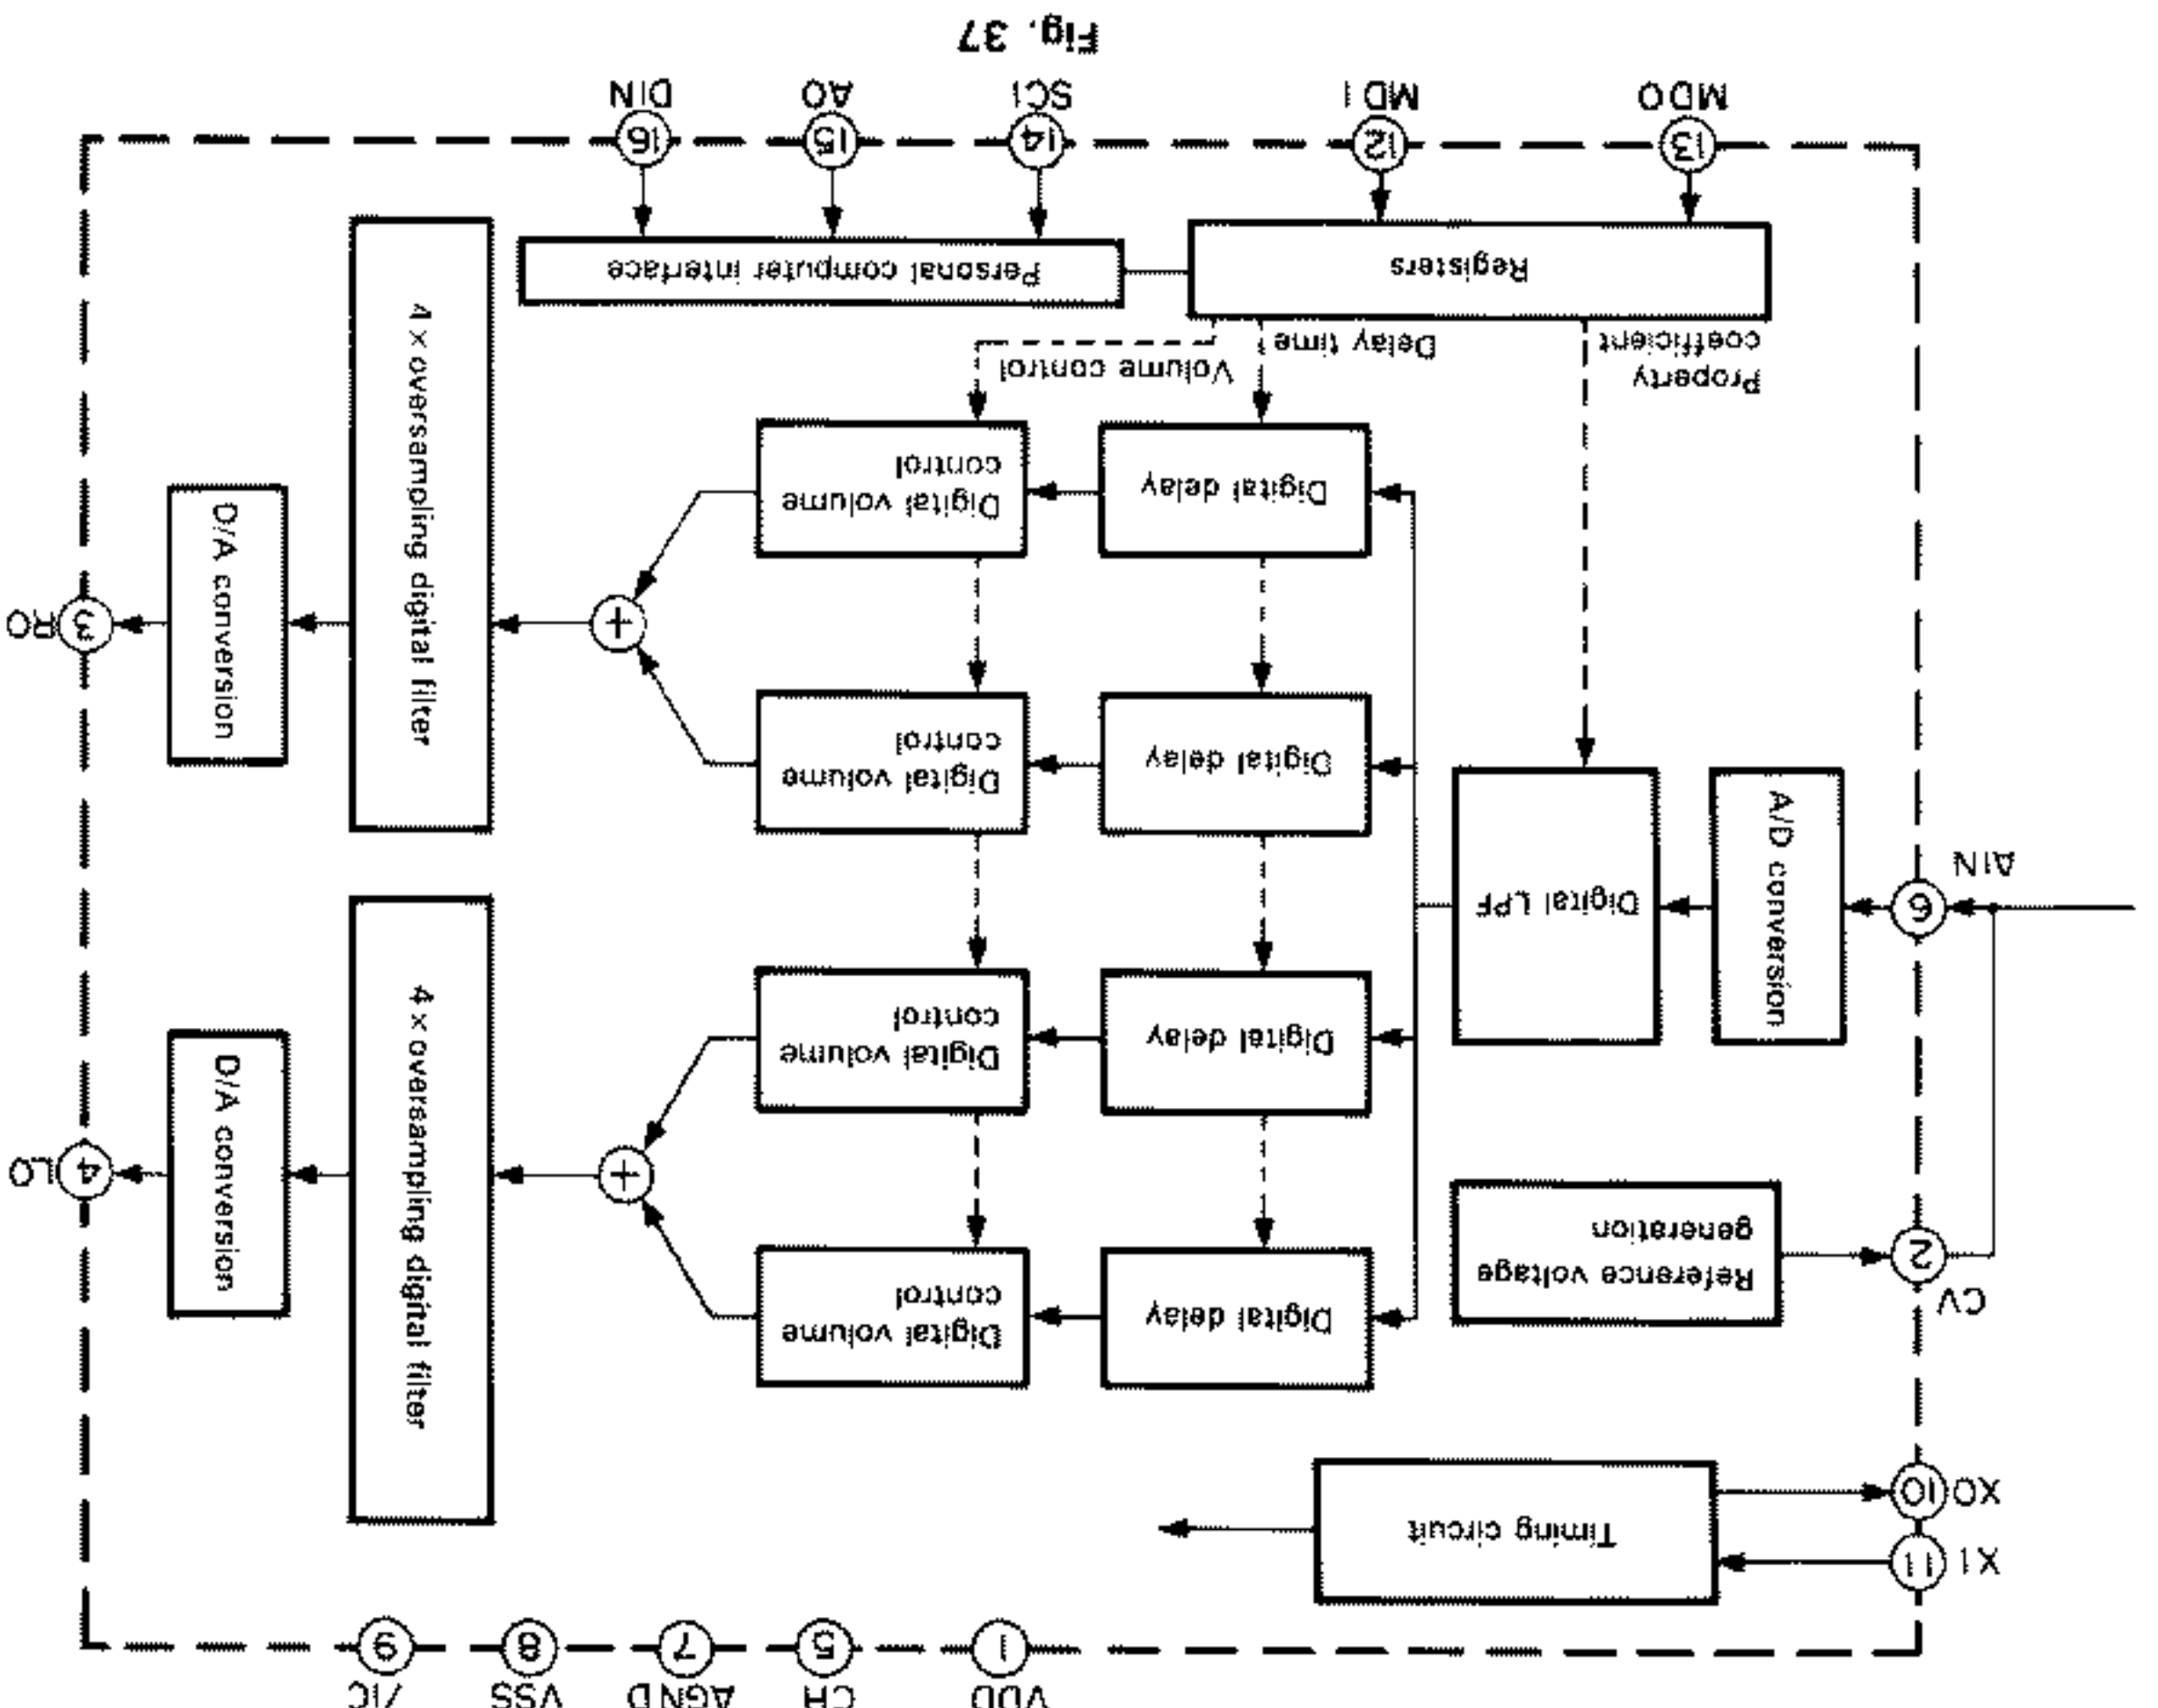 VDD
CH
AGND
VSS
/IC
1
5
7
8
9
XI
11
XO
10
Timing circuit
CV
2
Reference voltage
generation
AIN
6
A/D conversion
Digital LPF
Digital delay
Digital volume
control
Digital delay
Digital volume
control
+
4 × oversampling digital filter
D/A conversion
4
LO
Digital delay
Digital volume
control
Digital delay
Digital volume
control
+
4 × oversampling digital filter
D/A conversion
3
RO
Property
coefficient
Delay time
Volume control
Registers
Personal computer interface
13
12
14
15
16
MD0
MD1
SCI
A0
DIN
Fig. 37